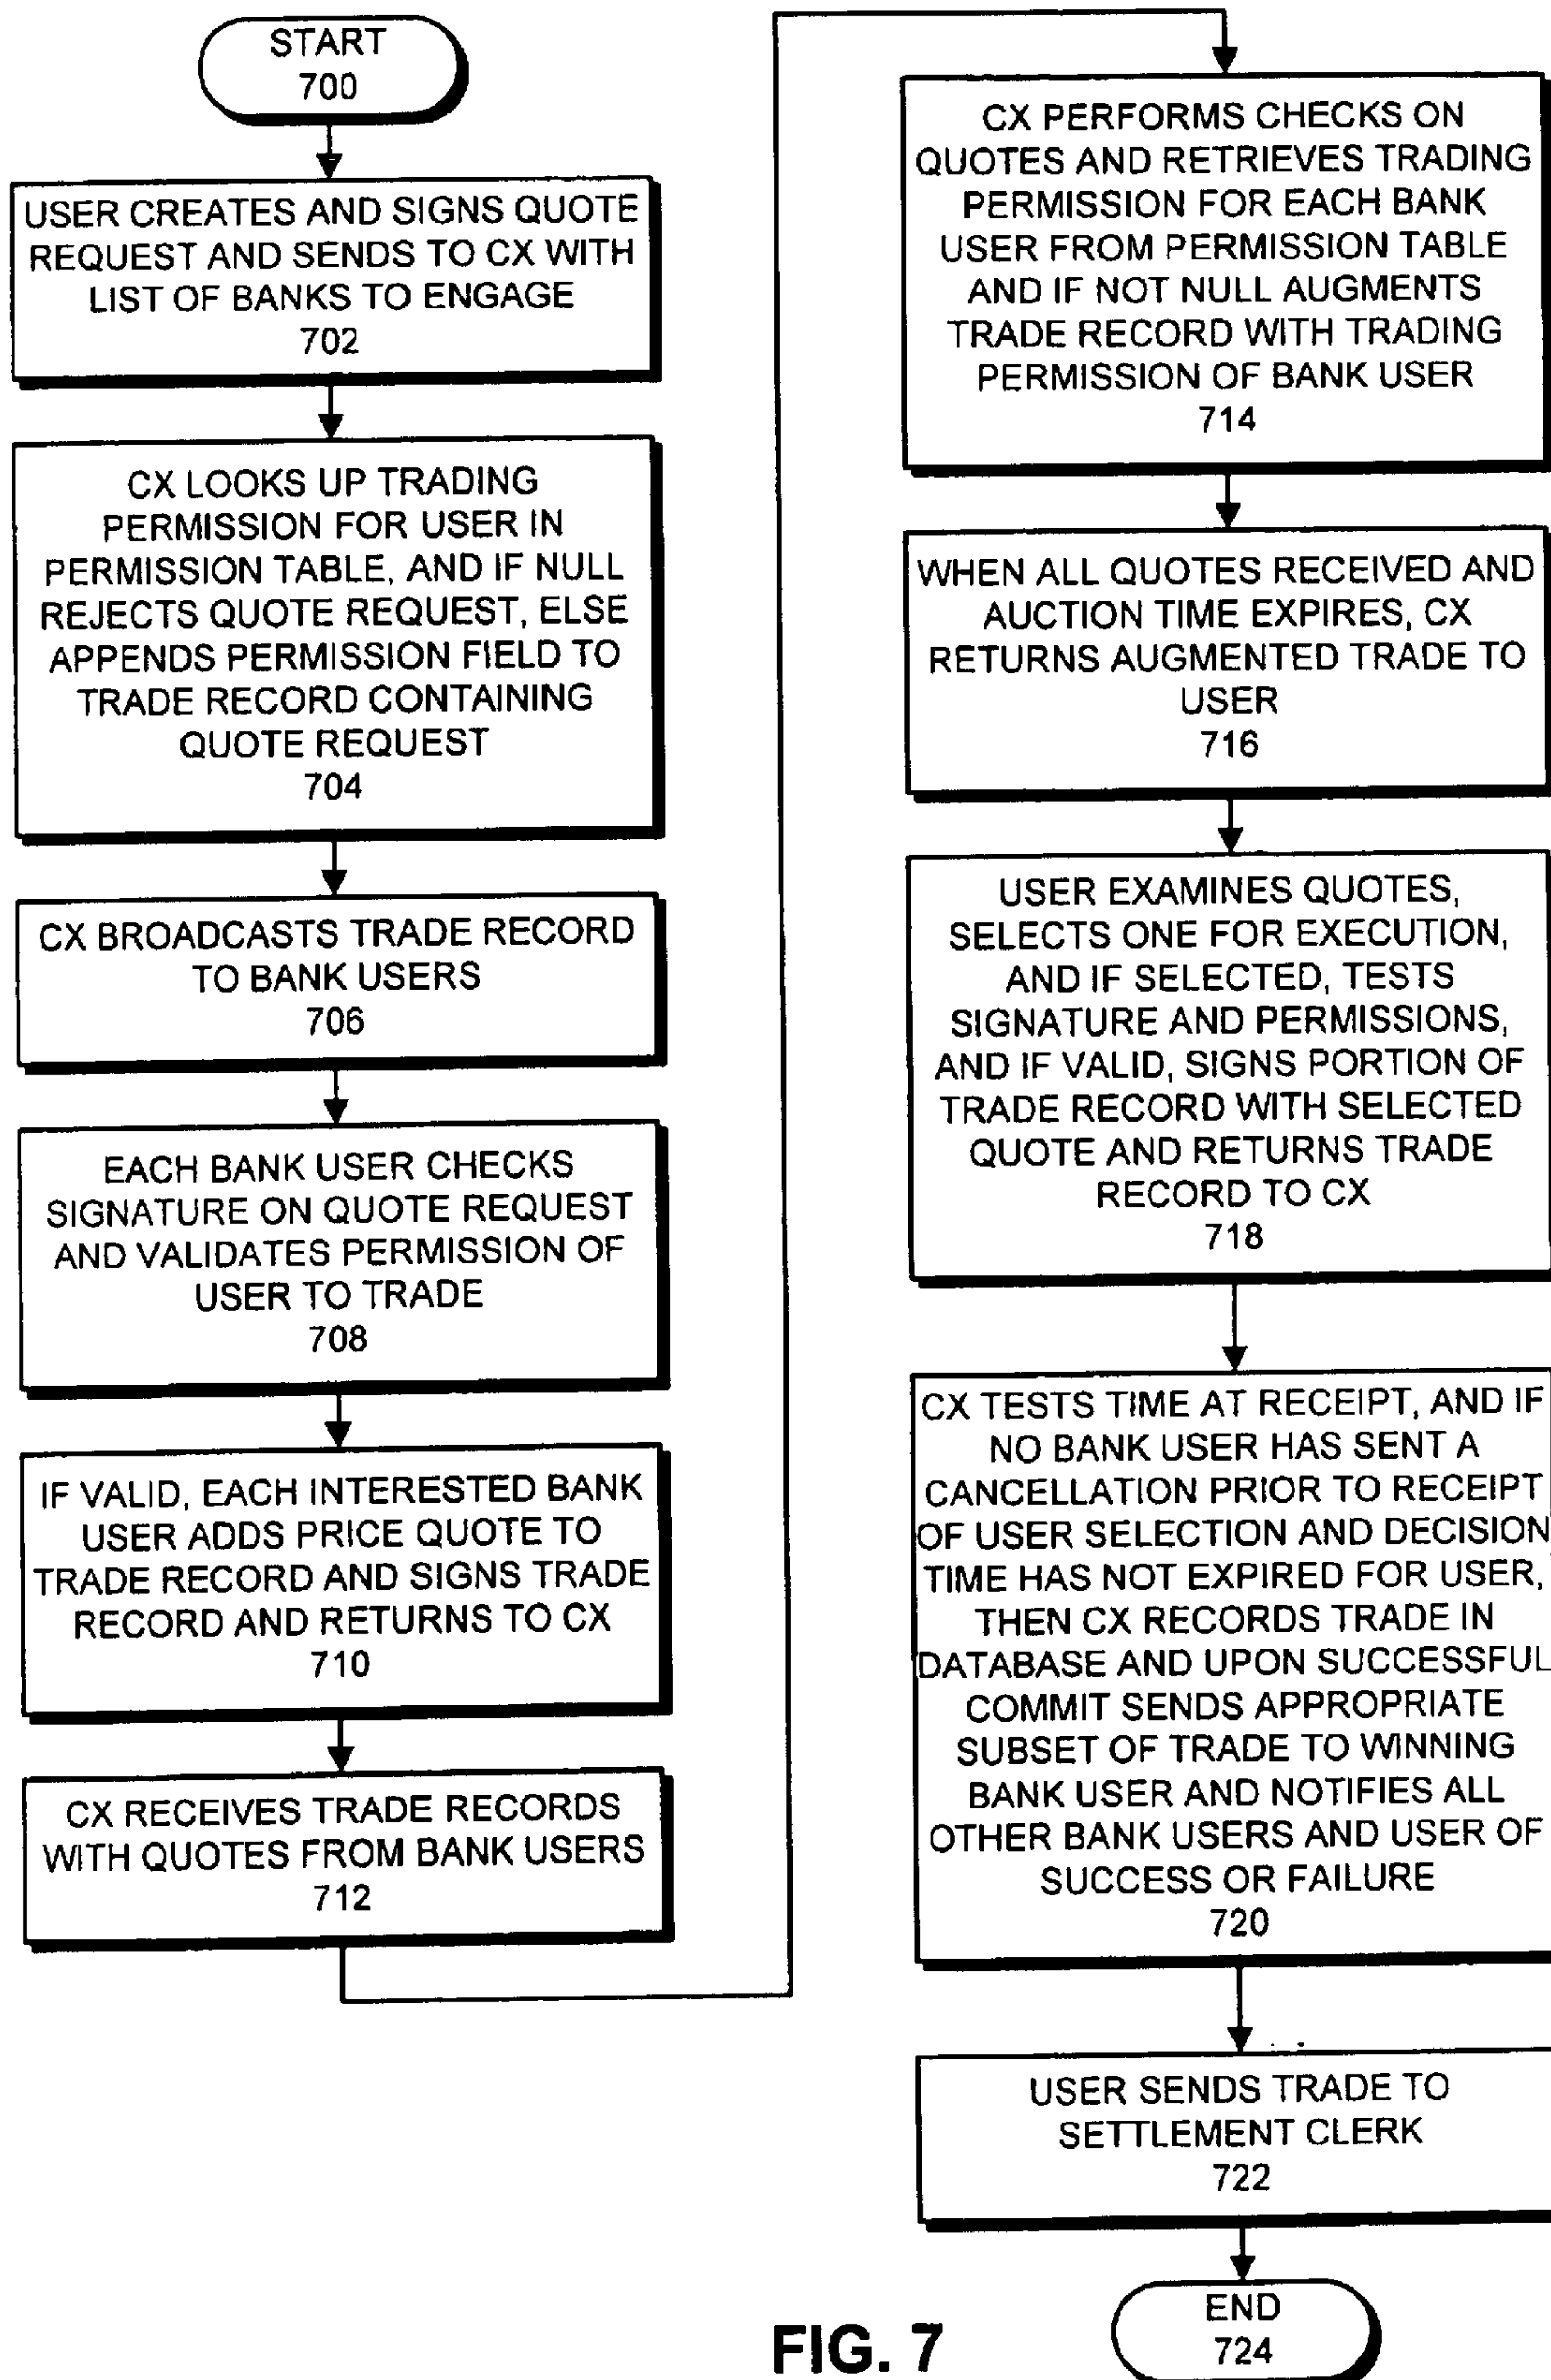 START
700
USER CREATES AND SIGNS QUOTE
REQUEST AND SENDS TO CX WITH
LIST OF BANKS TO ENGAGE
702
CX LOOKS UP TRADING
PERMISSION FOR USER IN
PERMISSION TABLE, AND IF NULL
REJECTS QUOTE REQUEST, ELSE
APPENDS PERMISSION FIELD TO
TRADE RECORD CONTAINING
QUOTE REQUEST
704
CX BROADCASTS TRADE RECORD
TO BANK USERS
706
EACH BANK USER CHECKS
SIGNATURE ON QUOTE REQUEST
AND VALIDATES PERMISSION OF
USER TO TRADE
708
IF VALID, EACH INTERESTED BANK
USER ADDS PRICE QUOTE TO
TRADE RECORD AND SIGNS TRADE
RECORD AND RETURNS TO CX
710
CX RECEIVES TRADE RECORDS
WITH QUOTES FROM BANK USERS
712
CX PERFORMS CHECKS ON
QUOTES AND RETRIEVES TRADING
PERMISSION FOR EACH BANK
USER FROM PERMISSION TABLE
AND IF NOT NULL AUGMENTS
TRADE RECORD WITH TRADING
PERMISSION OF BANK USER
714
WHEN ALL QUOTES RECEIVED AND
AUCTION TIME EXPIRES, CX
RETURNS AUGMENTED TRADE TO
USER
716
USER EXAMINES QUOTES,
SELECTS ONE FOR EXECUTION,
AND IF SELECTED, TESTS
SIGNATURE AND PERMISSIONS,
AND IF VALID, SIGNS PORTION OF
TRADE RECORD WITH SELECTED
QUOTE AND RETURNS TRADE
RECORD TO CX
718
CX TESTS TIME AT RECEIPT, AND IF
NO BANK USER HAS SENT A
CANCELLATION PRIOR TO RECEIPT
OF USER SELECTION AND DECISION
TIME HAS NOT EXPIRED FOR USER,
THEN CX RECORDS TRADE IN
DATABASE AND UPON SUCCESSFUL
COMMIT SENDS APPROPRIATE
SUBSET OF TRADE TO WINNING
BANK USER AND NOTIFIES ALL
OTHER BANK USERS AND USER OF
SUCCESS OR FAILURE
720
USER SENDS TRADE TO
SETTLEMENT CLERK
722
END
724
FIG. 7